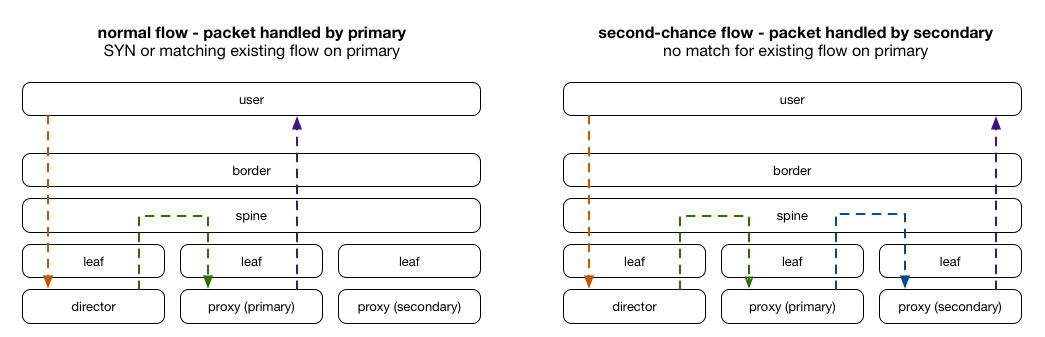 normal flow - packet handled by primary
SYN or matching existing flow on primary
user
border
spine
leaf
leaf
leaf
director
proxy (primary)
proxy (secondary)
second-chance flow - packet handled by secondary
no match for existing flow on primary
user
border
spine
leaf
leaf
leaf
director
proxy (primary)
proxy (secondary)